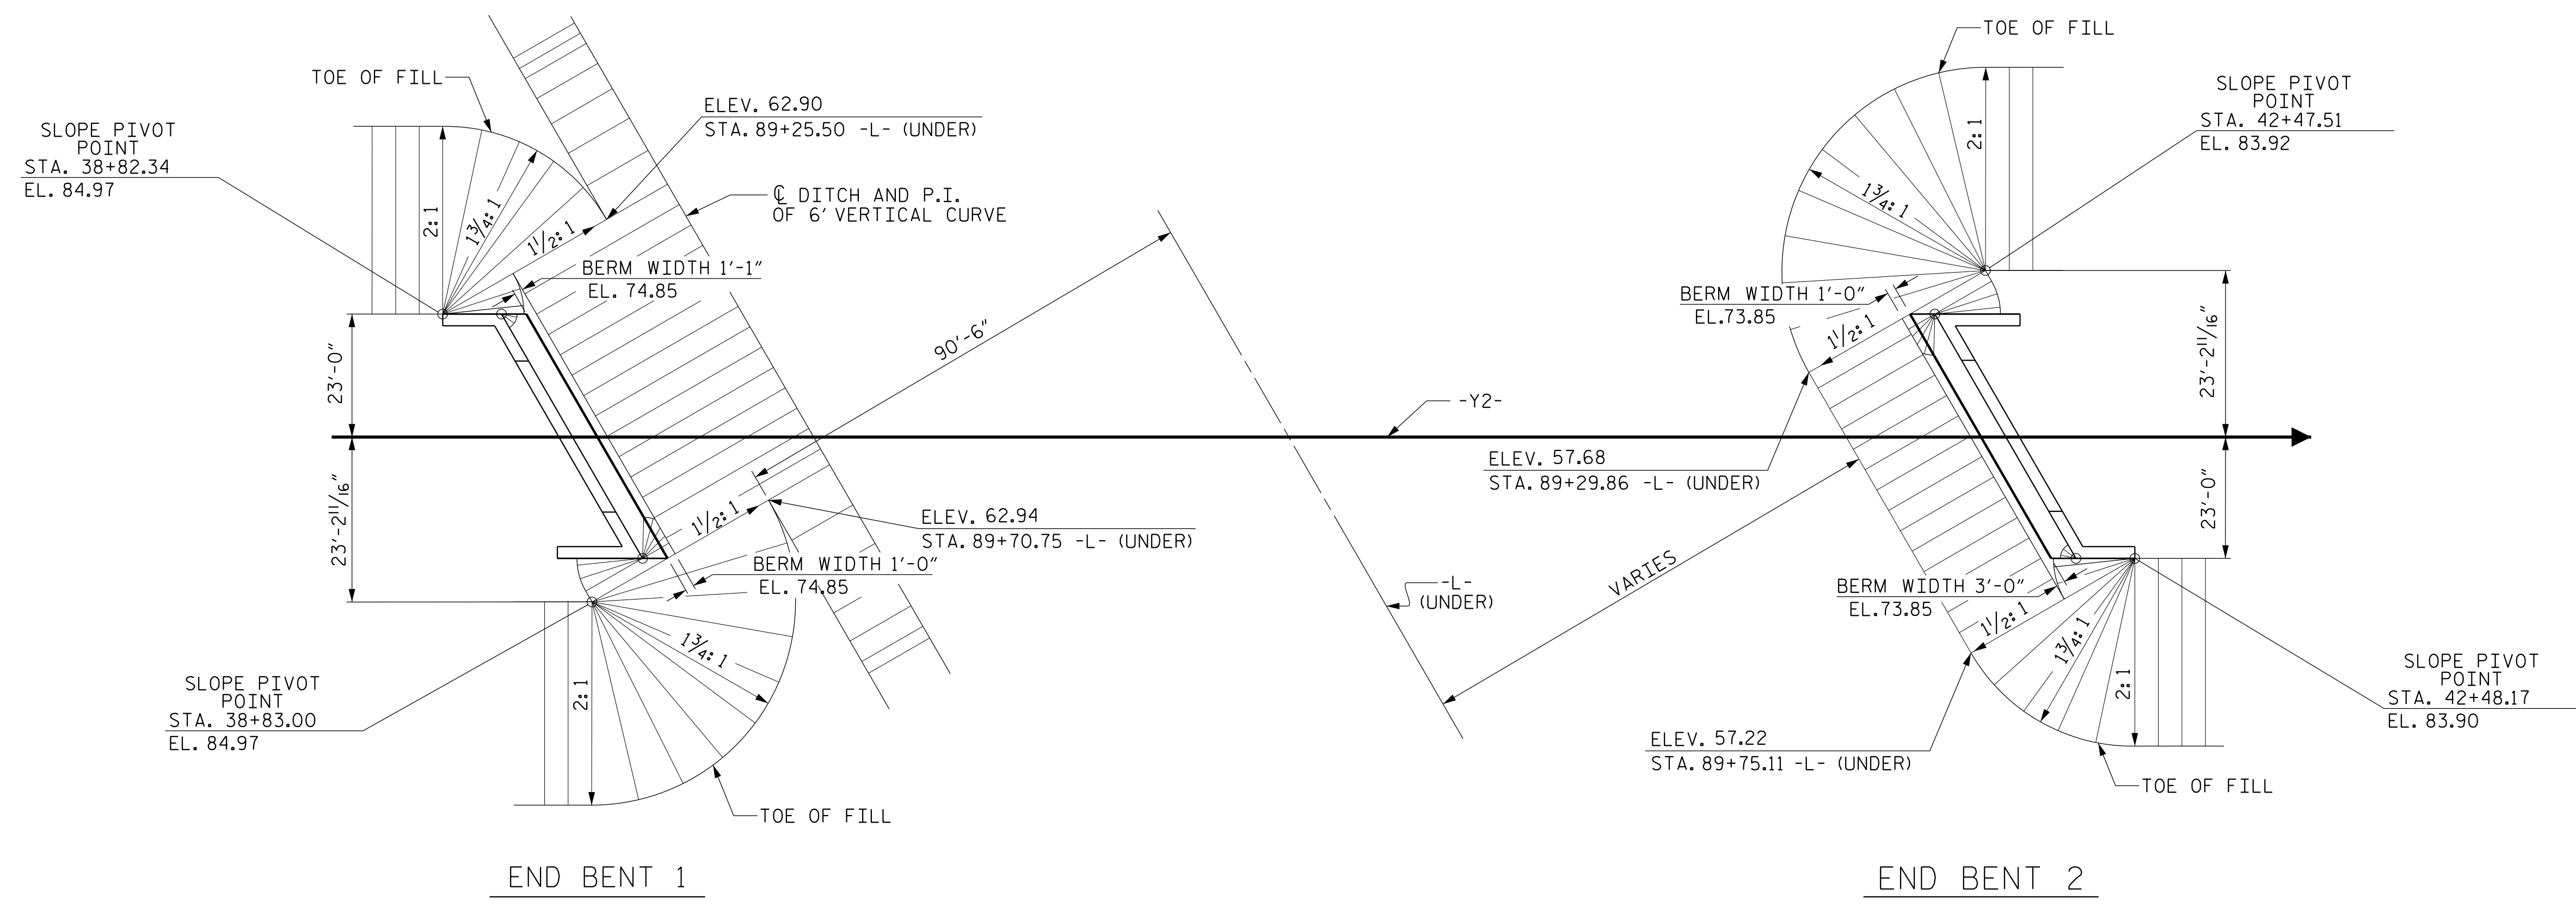 TOE OF FILL
SLOPE PIVOT
POINT
STA. 38+82.34
EL. 84.97
2:1
1¾:1
1½:1
ELEV. 62.90
STA. 89+25.50 -L- (UNDER)
℄ DITCH AND P.I.
OF 6' VERTICAL CURVE
BERM WIDTH 1'-1"
EL. 74.85
23'-0"
23'-2¹¹⁄₁₆"
90'-6"
1½:1
ELEV. 62.94
STA. 89+70.75 -L- (UNDER)
BERM WIDTH 1'-0"
EL. 74.85
1¾:1
2:1
SLOPE PIVOT
POINT
STA. 38+83.00
EL. 84.97
TOE OF FILL
END BENT 1
-Y2-
-L-
(UNDER)
VARIES
TOE OF FILL
SLOPE PIVOT
POINT
STA. 42+47.51
EL. 83.92
2:1
1¾:1
BERM WIDTH 1'-0"
EL. 73.85
1½:1
23'-2¹¹⁄₁₆"
23'-0"
ELEV. 57.68
STA. 89+29.86 -L- (UNDER)
BERM WIDTH 3'-0"
EL. 73.85
1½:1
1¾:1
2:1
SLOPE PIVOT
POINT
STA. 42+48.17
EL. 83.90
ELEV. 57.22
STA. 89+75.11 -L- (UNDER)
TOE OF FILL
END BENT 2